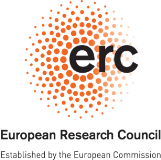 erc
European Research Council
Established by the European Commission